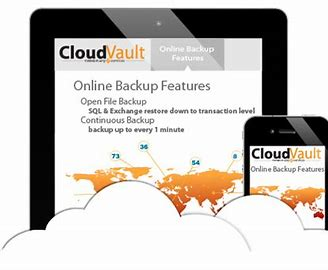 CloudVault
Online Backup
Features
Online Backup Features
Open File Backup
SQL & Exchange restore down to transaction level
Continuous Backup
backup up to every 1 minute
73
36
54
8
CloudVault
Online Backup Features